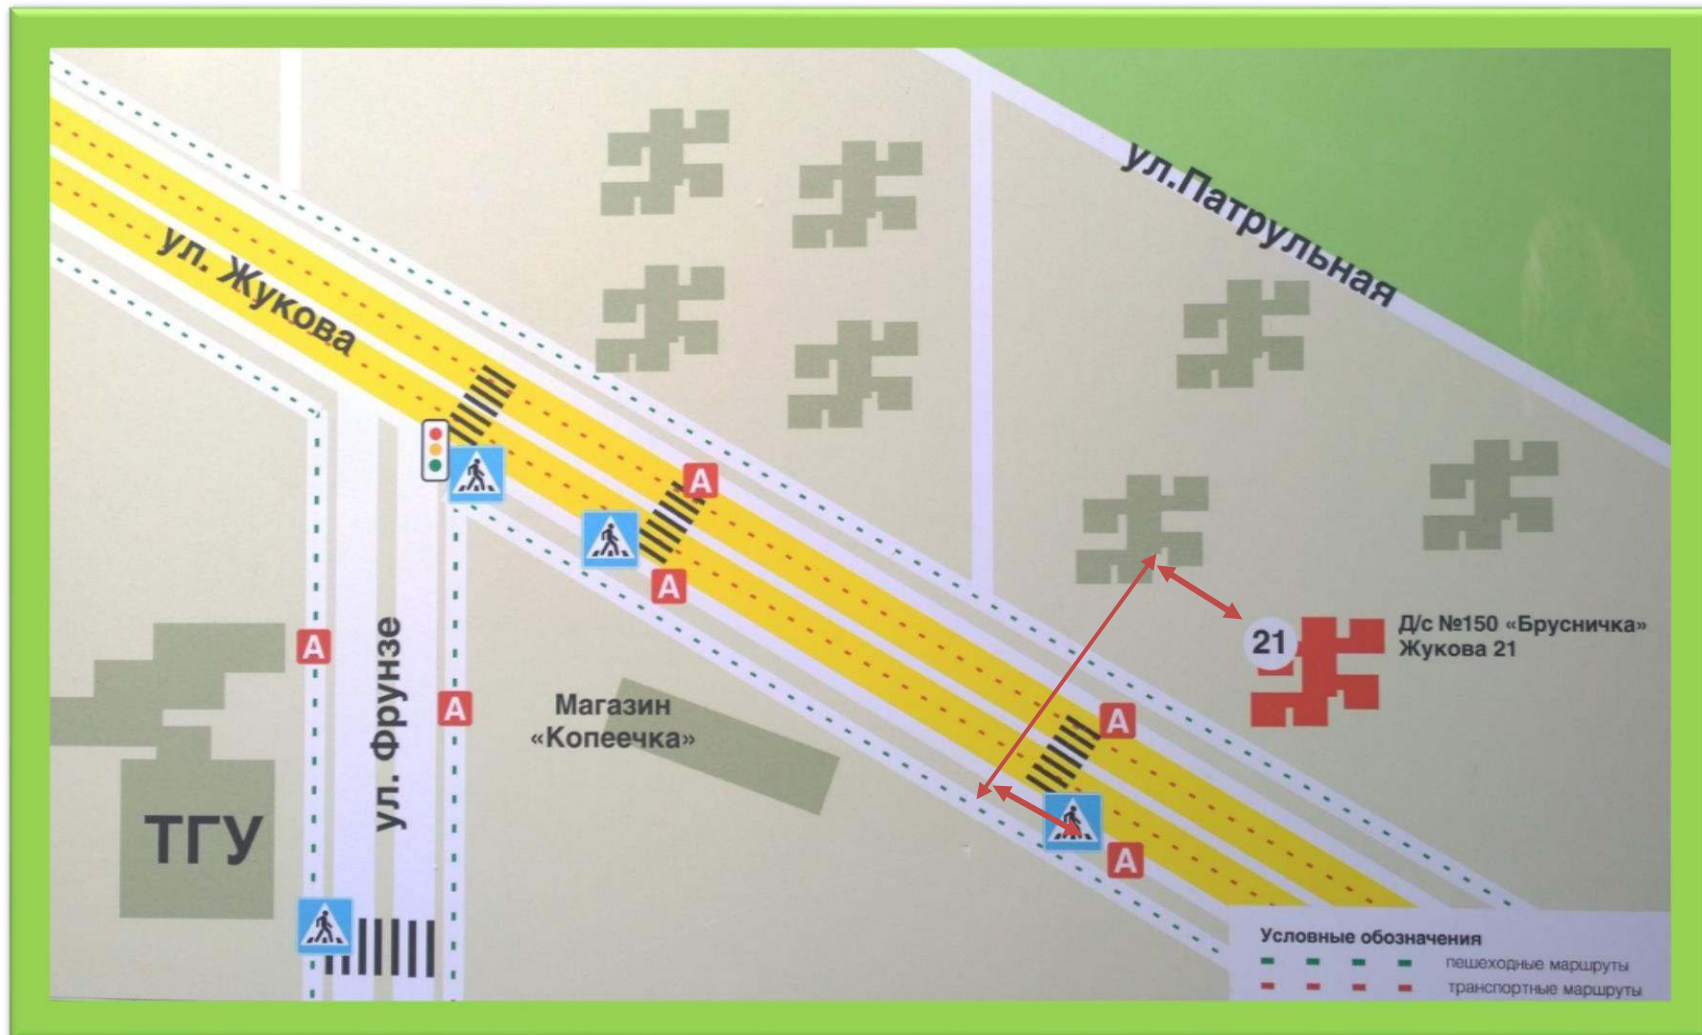 ул.Патрульная
ул. Жукова
А
А
А
А
21
Д/с №150 «Брусничка»
Жукова 21
ул. Фрунзе
Магазин
«Копеечка»
А
А
ТГУ
Условные обозначения
пешеходные маршруты
транспортные маршруты